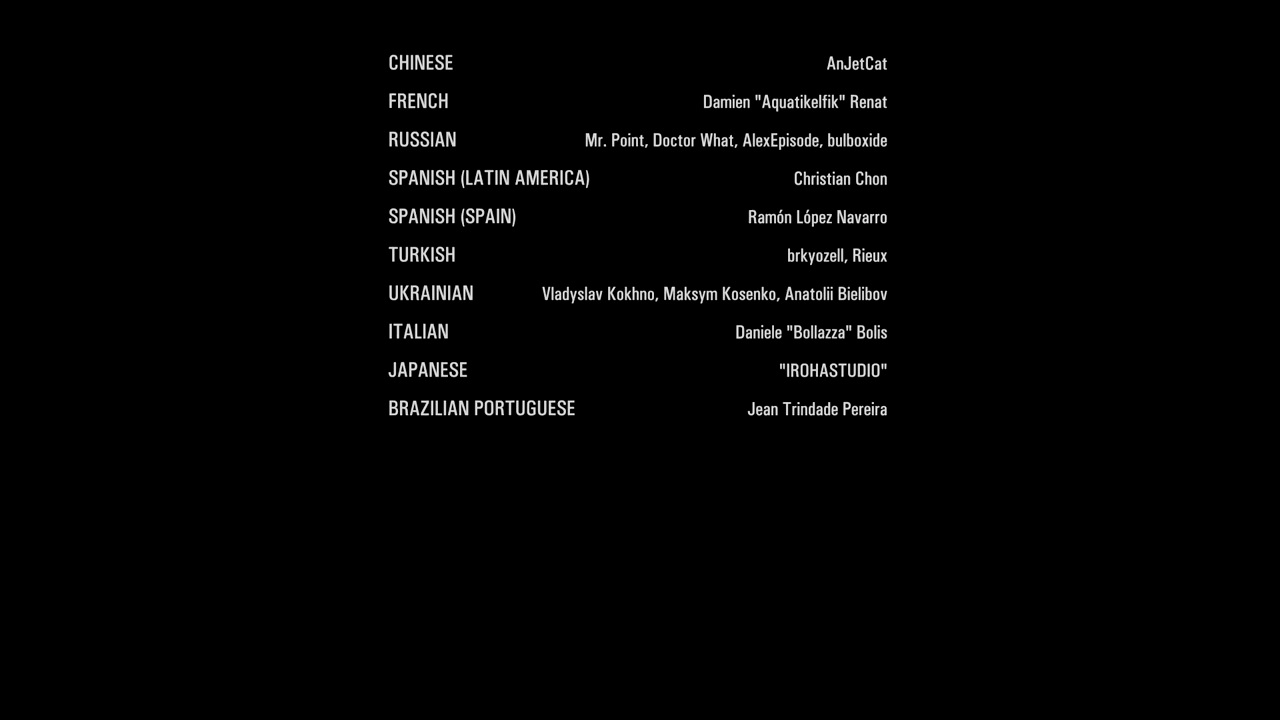 CHINESE AnJetCat
FRENCH Damien "Aquatikelfik" Renat
RUSSIAN Mr. Point, Doctor What, AlexEpisode, bulboxide
SPANISH (LATIN AMERICA) Christian Chon
SPANISH (SPAIN) Ramón López Navarro
TURKISH brkyozell, Rieux
UKRAINIAN Vladyslav Kokhno, Maksym Kosenko, Anatolii Bielibov
ITALIAN Daniele "Bollazza" Bolis
JAPANESE "IROHASTUDIO"
BRAZILIAN PORTUGUESE Jean Trindade Pereira